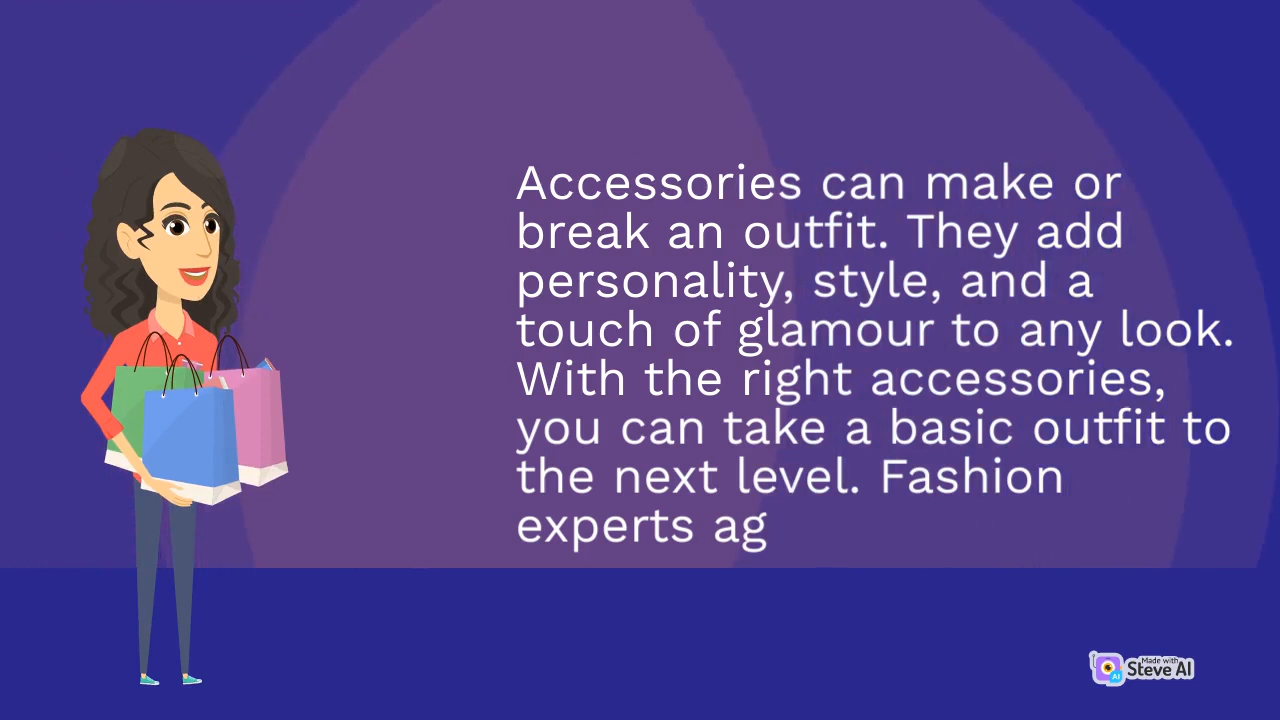 Accessories can make or
break an outfit. They add
personality, style, and a
touch of glamour to any look.
With the right accessories,
you can take a basic outfit to
the next level. Fashion
experts ag
Made with
Steve AI
AI